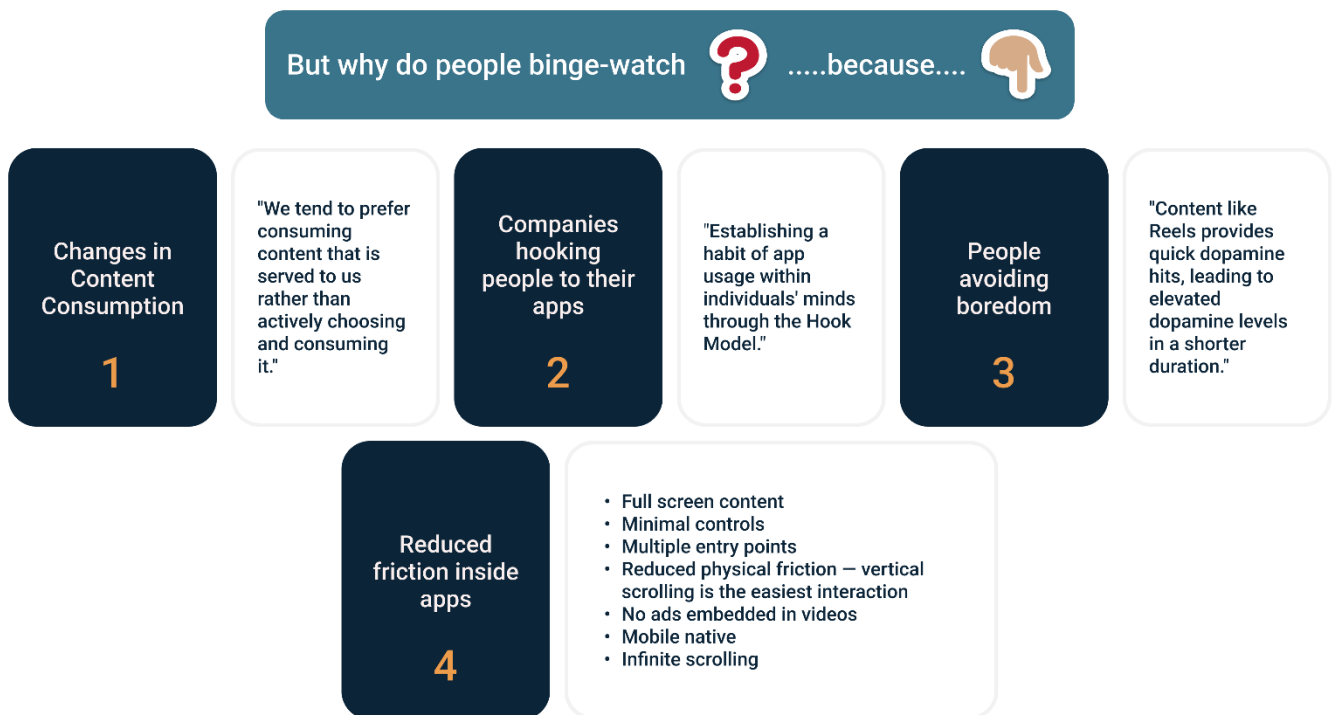 But why do people binge-watch ❓ .....because.... 👇
Changes in
Content
Consumption
1
"We tend to prefer
consuming
content that is
served to us
rather than
actively choosing
and consuming
it."
Companies
hooking
people to their
apps
2
"Establishing a
habit of app
usage within
individuals' minds
through the Hook
Model."
People
avoiding
boredom
3
"Content like
Reels provides
quick dopamine
hits, leading to
elevated
dopamine levels
in a shorter
duration."
Reduced
friction inside
apps
4
• Full screen content
• Minimal controls
• Multiple entry points
• Reduced physical friction — vertical
scrolling is the easiest interaction
• No ads embedded in videos
• Mobile native
• Infinite scrolling